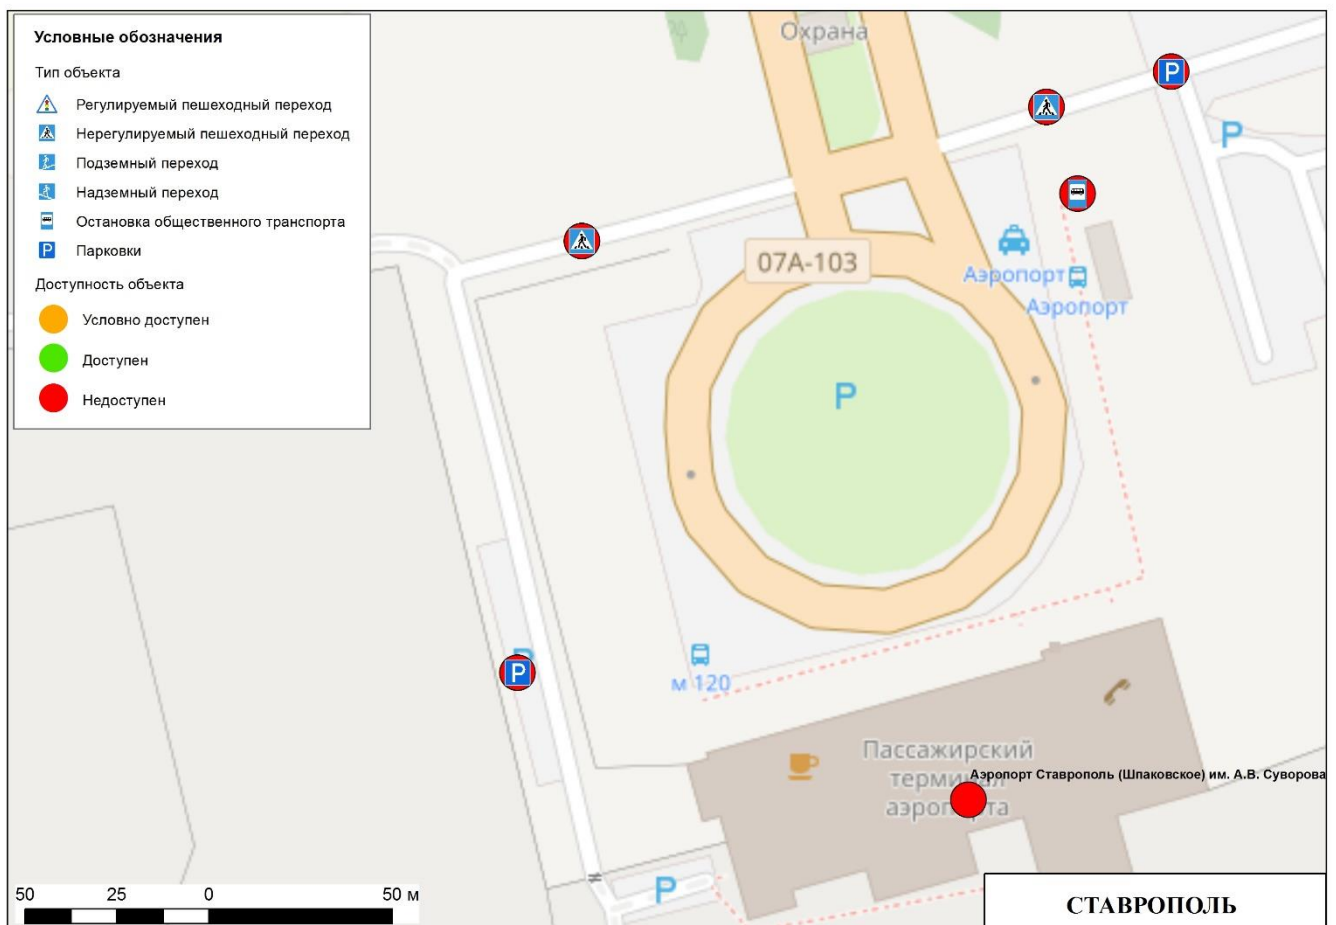 Условные обозначения
Тип объекта
Регулируемый пешеходный переход
Нерегулируемый пешеходный переход
Подземный переход
Надземный переход
Остановка общественного транспорта
P Парковки
Доступность объекта
Условно доступен
Доступен
Недоступен
Охрана
P
P
07А-103
Аэропорт
Аэропорт
P
P
м 120
Пассажирский
терминал
аэропорта
Аэропорт Ставрополь (Шпаковское) им. А.В. Суворова
P
50 25 0 50 м
СТАВРОПОЛЬ